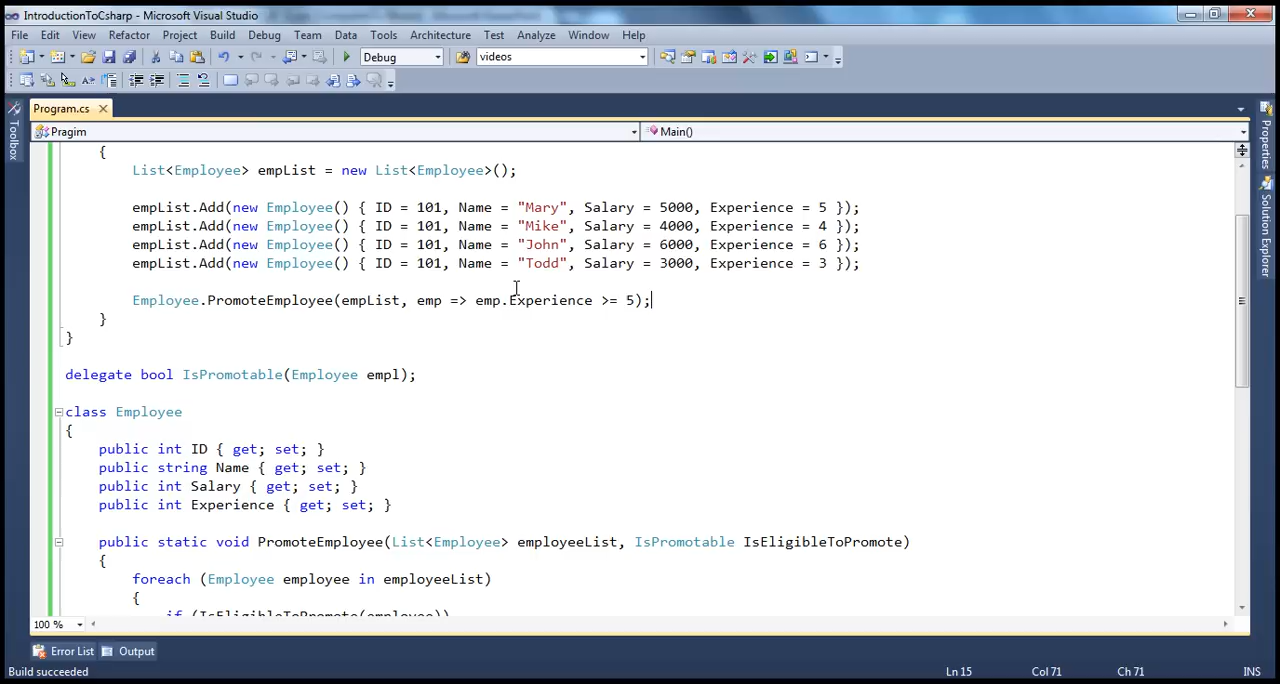 IntroductionToCsharp - Microsoft Visual Studio
File Edit View Refactor Project Build Debug Team Data Tools Architecture Test Analyze Window Help
Debug videos
Program.cs
Pragim Main()
{
List<Employee> empList = new List<Employee>();
empList.Add(new Employee() { ID = 101, Name = "Mary", Salary = 5000, Experience = 5 });
empList.Add(new Employee() { ID = 101, Name = "Mike", Salary = 4000, Experience = 4 });
empList.Add(new Employee() { ID = 101, Name = "John", Salary = 6000, Experience = 6 });
empList.Add(new Employee() { ID = 101, Name = "Todd", Salary = 3000, Experience = 3 });
Employee.PromoteEmployee(empList, emp => emp.Experience >= 5);
}
}
delegate bool IsPromotable(Employee empl);
class Employee
{
public int ID { get; set; }
public string Name { get; set; }
public int Salary { get; set; }
public int Experience { get; set; }
public static void PromoteEmployee(List<Employee> employeeList, IsPromotable IsEligibleToPromote)
{
foreach (Employee employee in employeeList)
{
if (IsEligibleToPromote(employee))
100 %
Error List Output
Build succeeded Ln 15 Col 71 Ch 71 INS
Toolbox
Properties
Solution Explorer